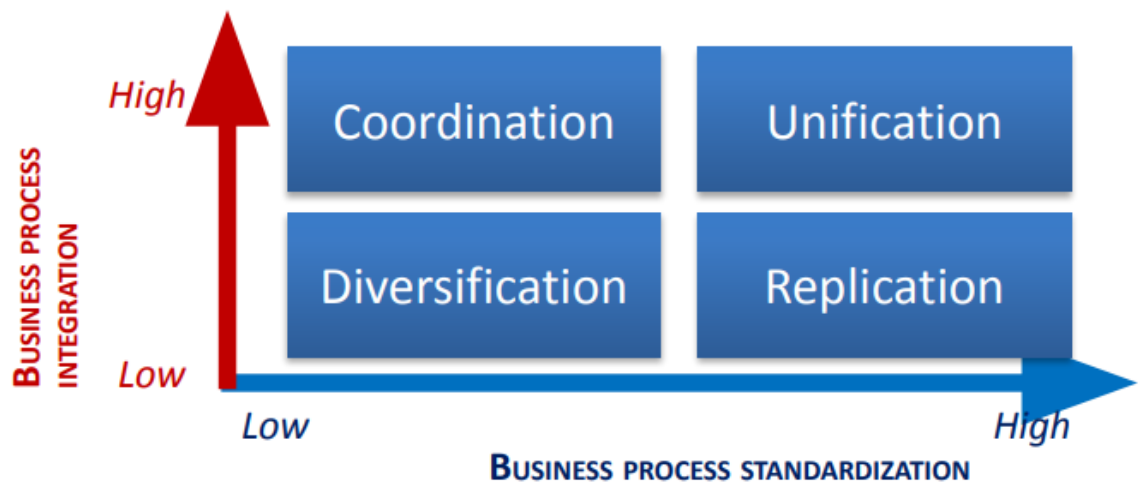 High
Coordination
Unification
BUSINESS PROCESS
INTEGRATION
Diversification
Replication
Low
Low
High
BUSINESS PROCESS STANDARDIZATION